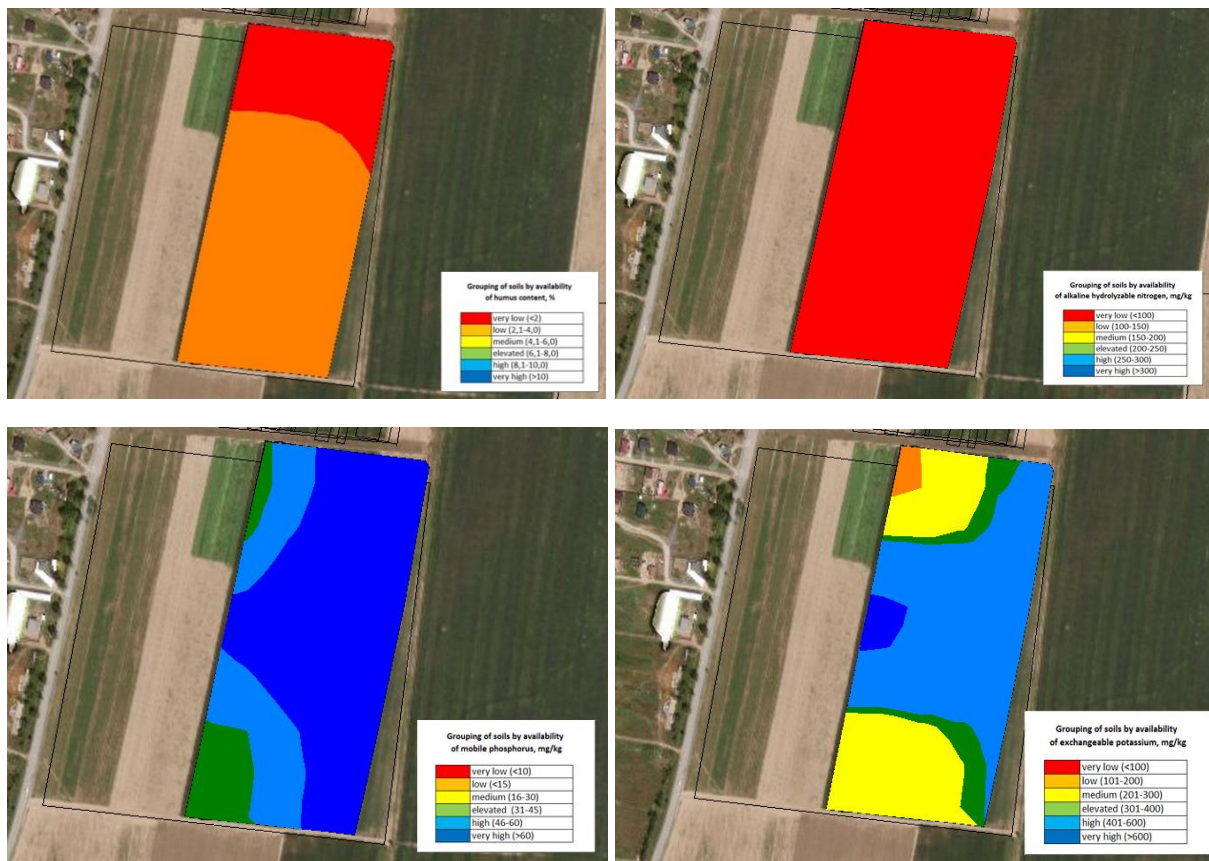 Grouping of soils by availability
of humus content, %
very low (<2)
low (2,1-4,0)
medium (4,1-6,0)
elevated (6,1-8,0)
high (8,1-10,0)
very high (>10)
Grouping of soils by availability
of alkaline hydrolyzable nitrogen, mg/kg
very low (<100)
low (100-150)
medium (150-200)
elevated (200-250)
high (250-300)
very high (>300)
Grouping of soils by availability
of mobile phosphorus, mg/kg
very low (<10)
low (<15)
medium (16-30)
elevated (31-45)
high (46-60)
very high (>60)
Grouping of soils by availability
of exchangeable potassium, mg/kg
very low (<100)
low (101-200)
medium (201-300)
elevated (301-400)
high (401-600)
very high (>600)